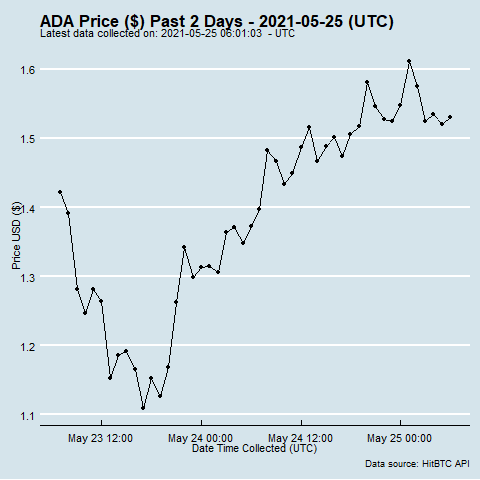 ADA Price ($) Past 2 Days - 2021-05-25 (UTC)
Latest data collected on: 2021-05-25 06:01:03 - UTC
1.6
1.5
1.4
1.3
1.2
1.1
Price USD ($)
May 23 12:00 May 24 00:00 May 24 12:00 May 25 00:00
Date Time Collected (UTC)
Data source: HitBTC API